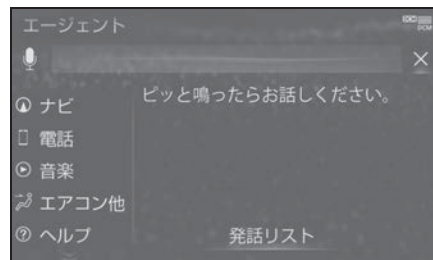 エージェント
DCM
ピッと鳴ったらお話しください。
ナビ
電話
音楽
エアコン他
ヘルプ
発話リスト